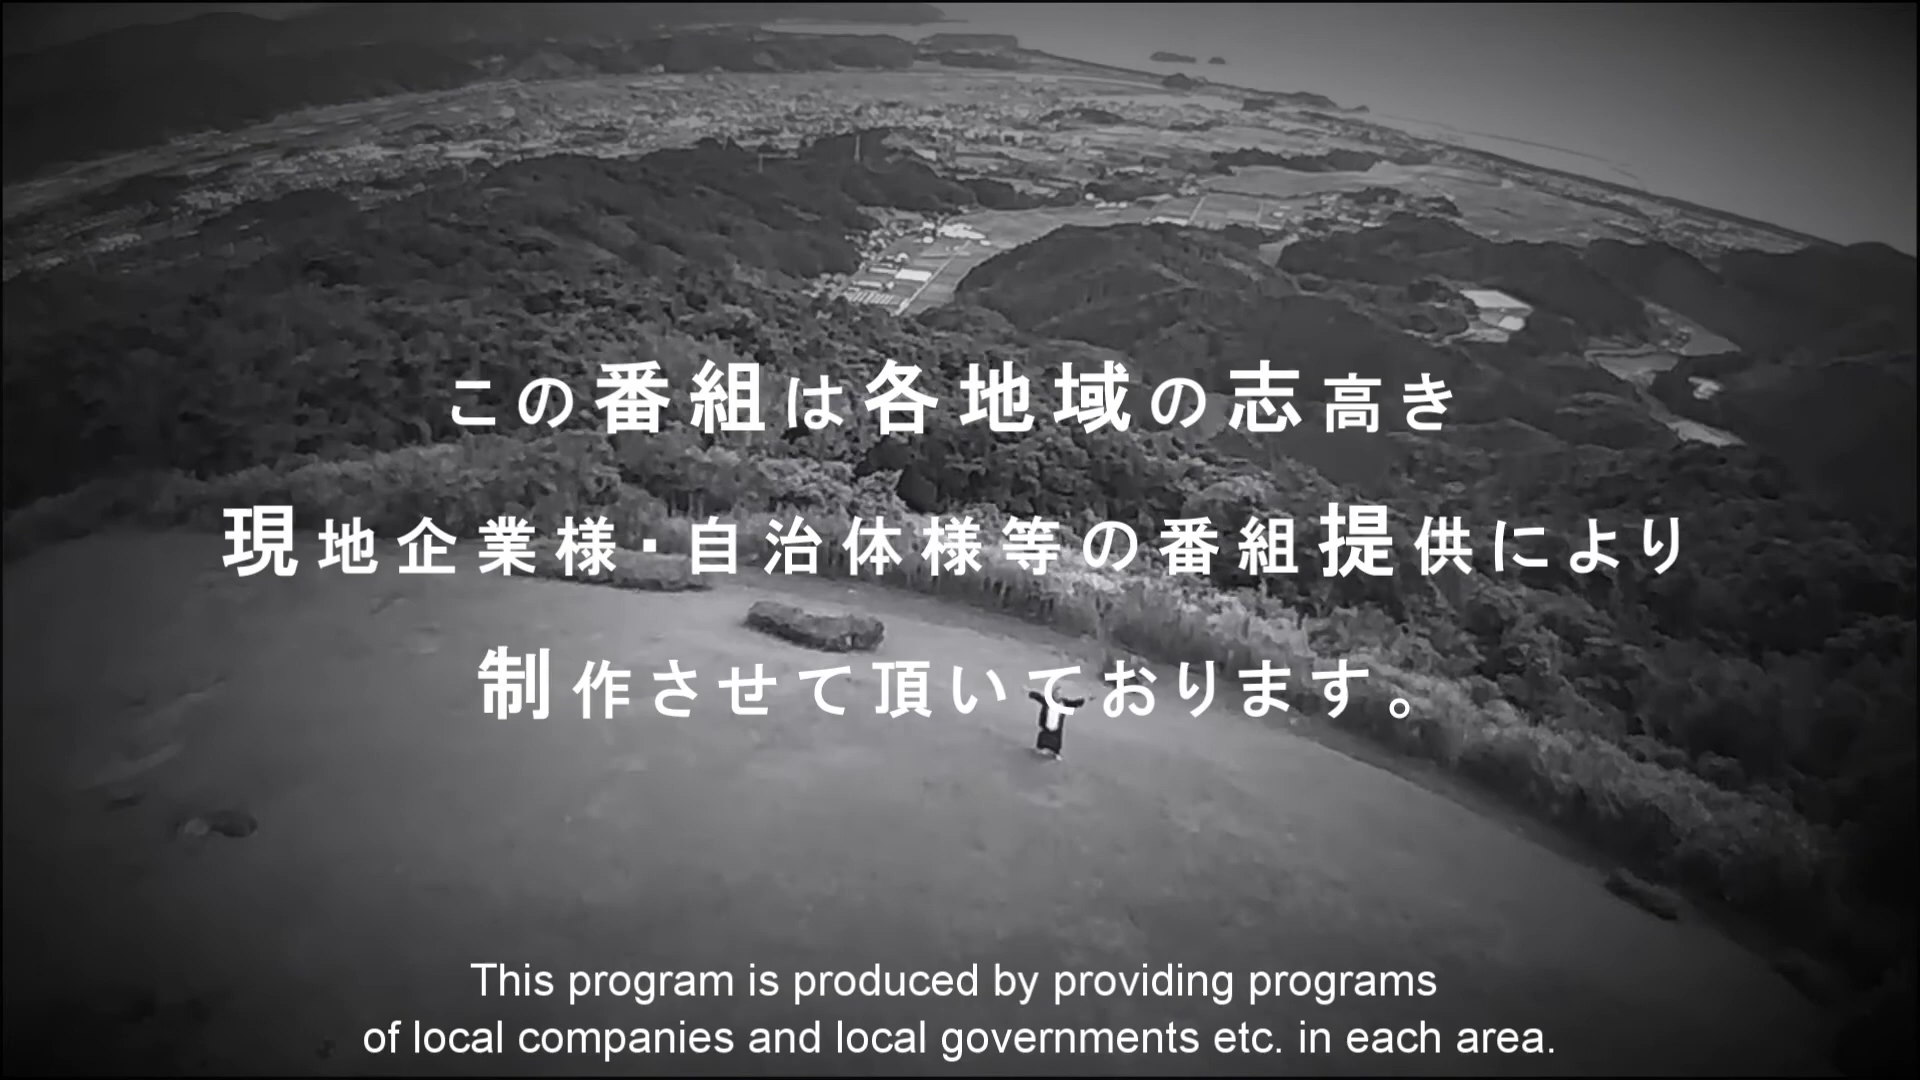 この番組は各地域の志高き
現地企業様・自治体様等の番組提供により
制作させて頂いております。
This program is produced by providing programs
of local companies and local governments etc. in each area.